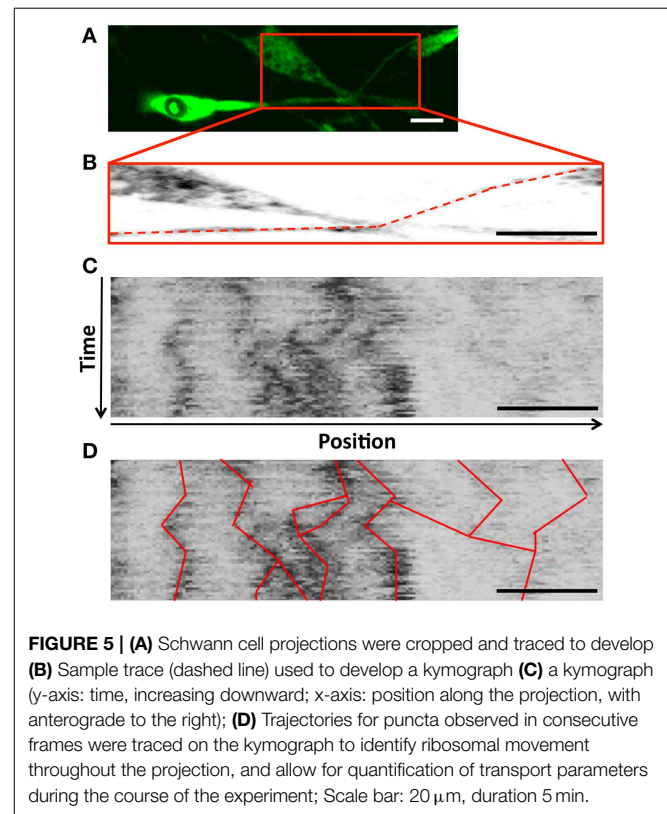 A
B
C
Time
Position
D
FIGURE 5 | (A) Schwann cell projections were cropped and traced to develop
(B) Sample trace (dashed line) used to develop a kymograph (C) a kymograph
(y-axis: time, increasing downward; x-axis: position along the projection, with
anterograde to the right); (D) Trajectories for puncta observed in consecutive
frames were traced on the kymograph to identify ribosomal movement
throughout the projection, and allow for quantification of transport parameters
during the course of the experiment; Scale bar: 20 μm, duration 5 min.